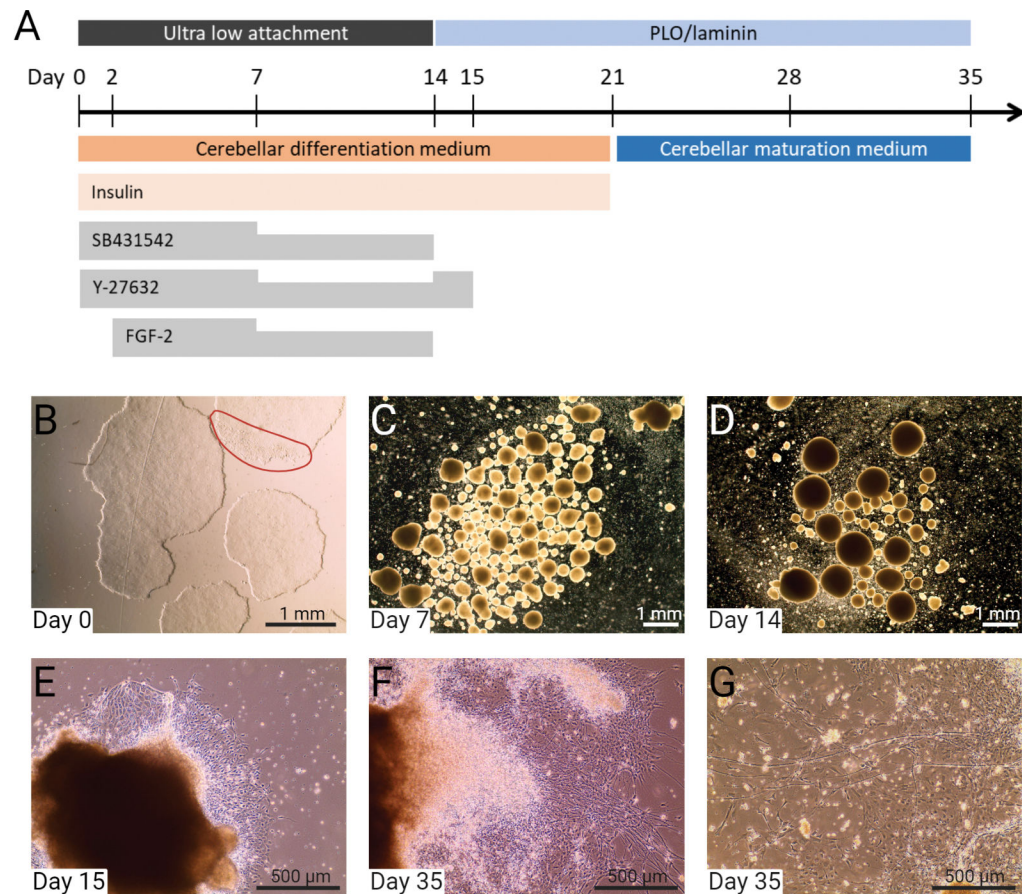 A
Ultra low attachment
PLO/laminin
Day 0 2 7 14 15 21 28 35
Cerebellar differentiation medium
Cerebellar maturation medium
Insulin
SB431542
Y-27632
FGF-2
B
Day 0
1 mm
C
Day 7
1 mm
D
Day 14
1 mm
E
Day 15
500 µm
F
Day 35
500 µm
G
Day 35
500 µm